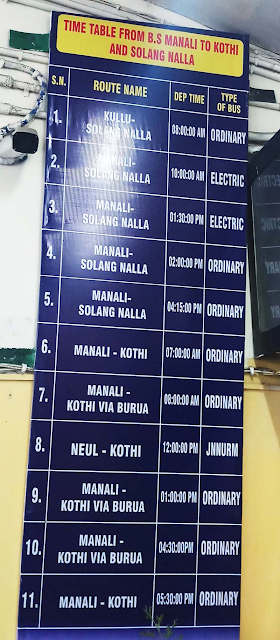 TIME TABLE FROM B.S MANALI TO KOTHI
AND SOLANG NALLA
S.N. ROUTE NAME DEP TIME TYPE OF BUS
1. KULLU- SOLANG NALLA 08:00:00 AM ORDINARY
2. MANALI- SOLANG NALLA 10:00:00 AM ELECTRIC
3. MANALI- SOLANG NALLA 01:30:00 PM ELECTRIC
4. MANALI- SOLANG NALLA 02:00:00 PM ORDINARY
5. MANALI- SOLANG NALLA 04:15:00 PM ORDINARY
6. MANALI - KOTHI 07:00:00 AM ORDINARY
7. MANALI - KOTHI VIA BURUA 08:00:00 AM ORDINARY
8. NEUL - KOTHI 12:00:00 PM JNNURM
9. MANALI - KOTHI VIA BURUA 01:00:00 PM ORDINARY
10. MANALI - KOTHI VIA BURUA 04:30:00PM ORDINARY
11. MANALI - KOTHI 05:30:00 PM ORDINARY